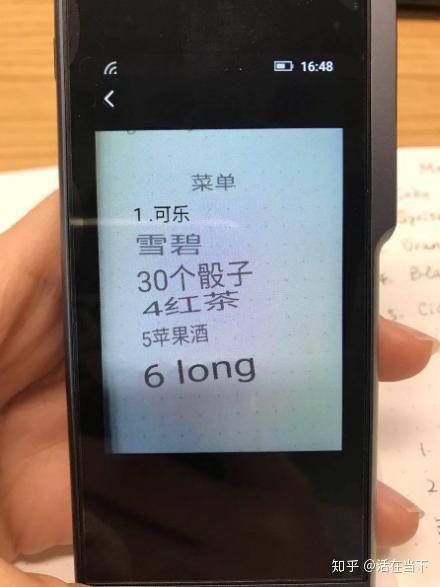 16:48
菜单
1.可乐
雪碧
30个骰子
4红茶
5苹果酒
6 long
知乎 @活在当下